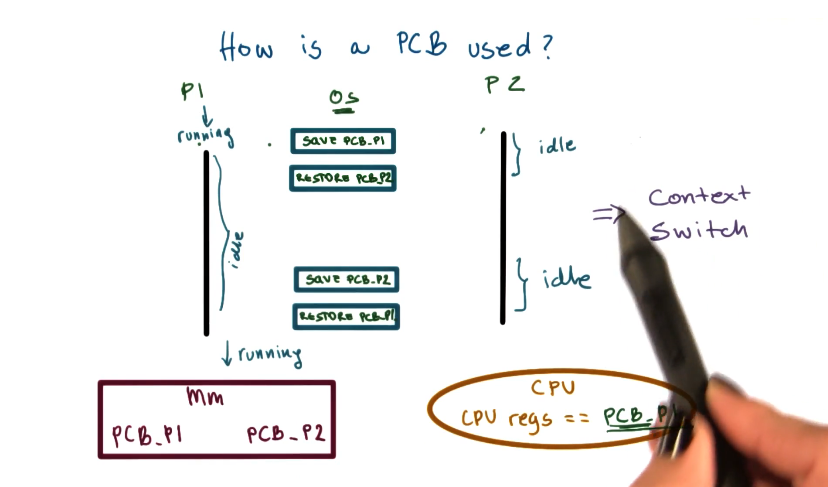 How is a PCB used?
P1
OS
P2
running
SAVE PCB_P1
idle
RESTORE PCB_P2
Context
Switch
idle
SAVE PCB_P2
idle
RESTORE PCB_P1
running
mm
PCB_P1 PCB_P2
CPU
CPU regs == PCB_P1